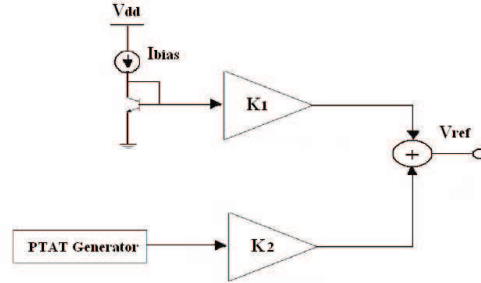 Vdd
Ibias
K1
Vref
+
K2
PTAT Generator